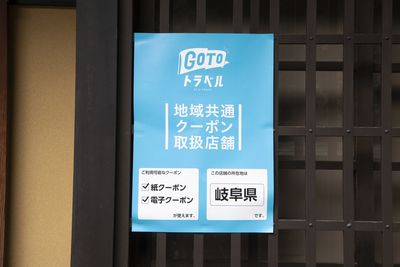 GOTO
トラベル
地域共通
クーポン
取扱店舗
ご利用可能なクーポン
紙クーポン
電子クーポン
が使えます。
この店舗の所在地は
岐阜県
です。